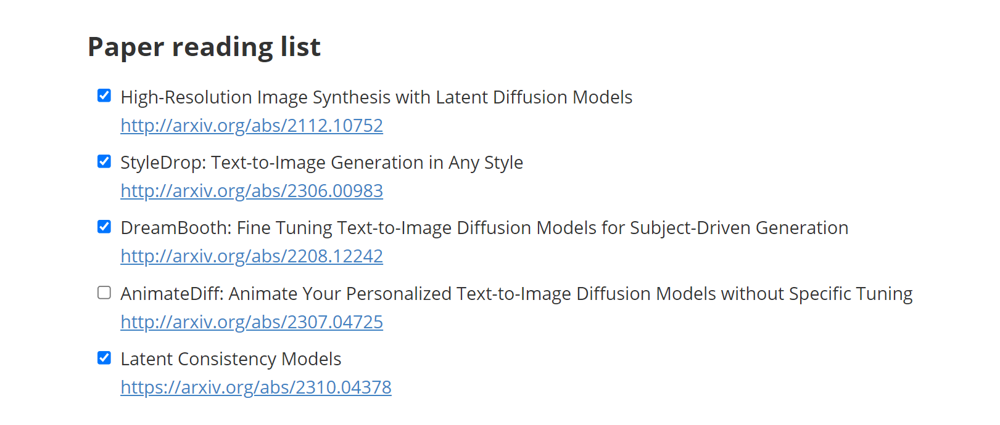 Paper reading list
High-Resolution Image Synthesis with Latent Diffusion Models
http://arxiv.org/abs/2112.10752
StyleDrop: Text-to-Image Generation in Any Style
http://arxiv.org/abs/2306.00983
DreamBooth: Fine Tuning Text-to-Image Diffusion Models for Subject-Driven Generation
http://arxiv.org/abs/2208.12242
AnimateDiff: Animate Your Personalized Text-to-Image Diffusion Models without Specific Tuning
http://arxiv.org/abs/2307.04725
Latent Consistency Models
https://arxiv.org/abs/2310.04378